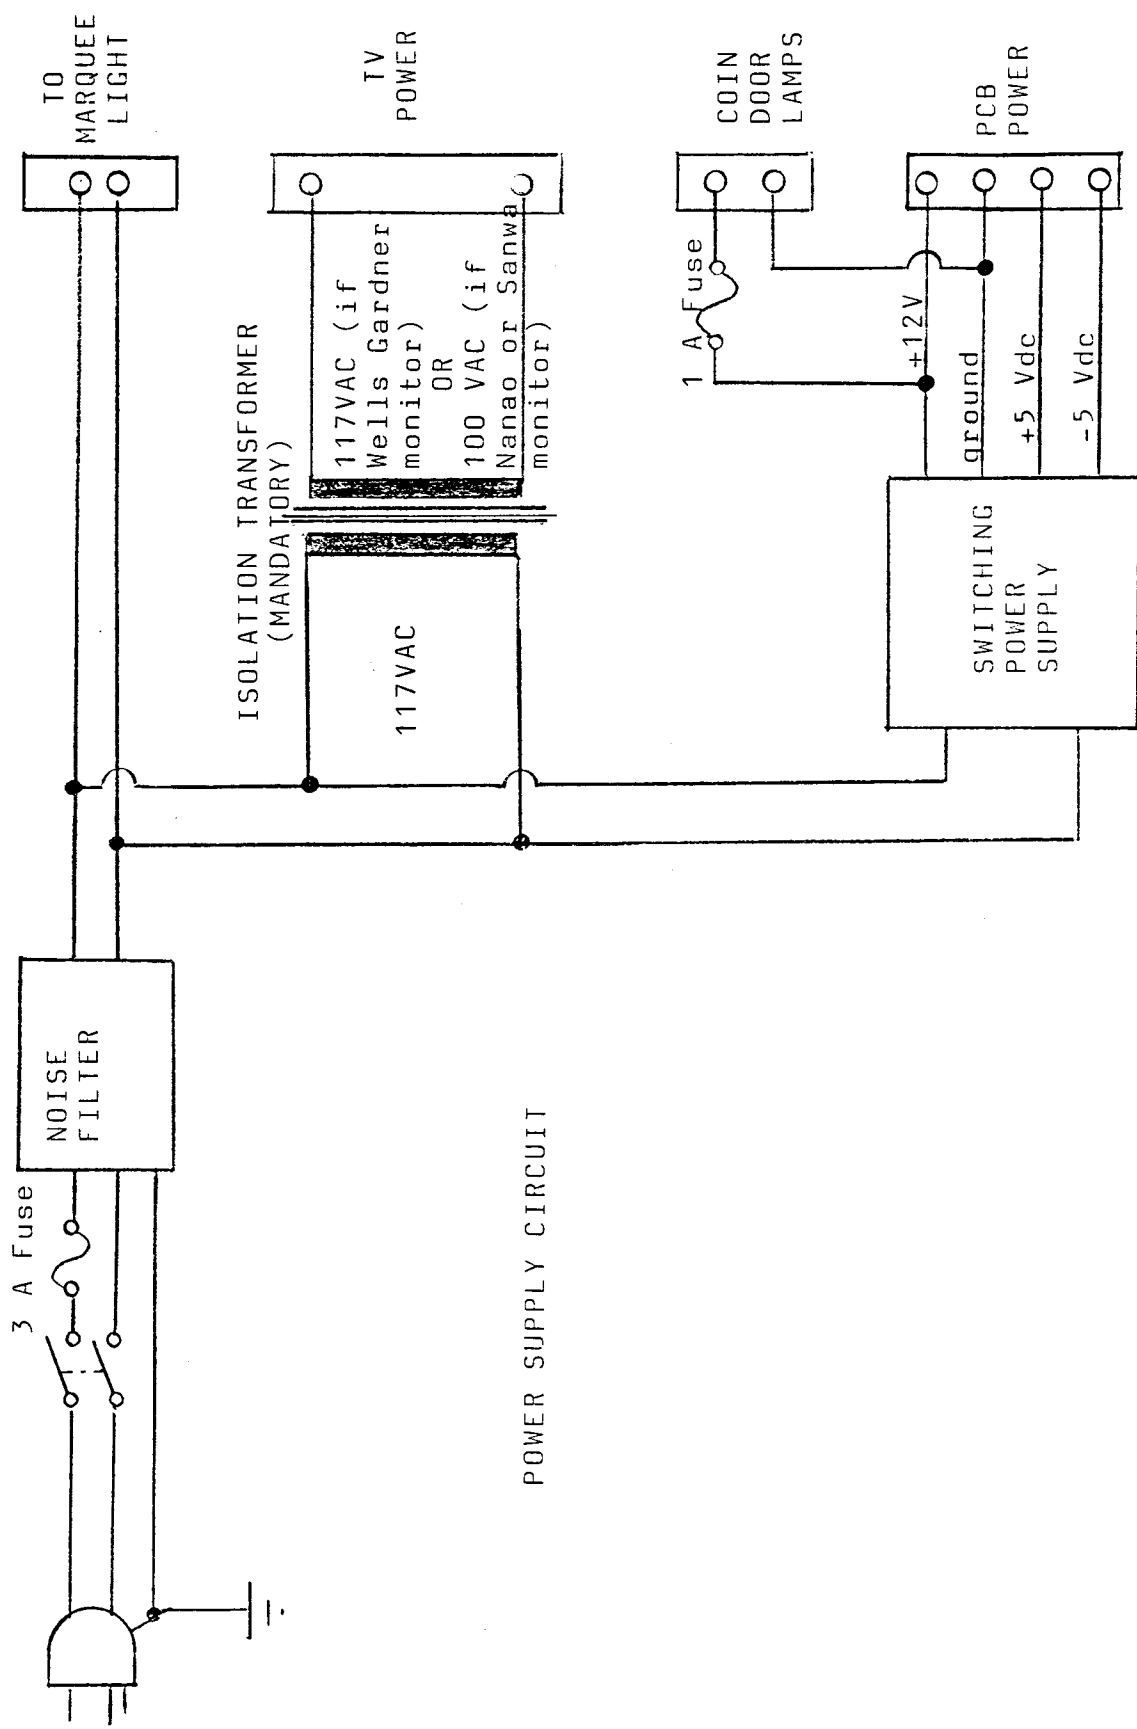 TO
MARQUEE
LIGHT
TV
POWER
COIN
DOOR
LAMPS
PCB
POWER
ISOLATION TRANSFORMER
(MANDATORY)
117VAC (if
Wells Gardner
monitor)
OR
100 VAC (if
Nanao or Sanwa
monitor)
117VAC
1 A Fuse
+12V
ground
+5 Vdc
-5 Vdc
SWITCHING
POWER
SUPPLY
NOISE
FILTER
3 A Fuse
POWER SUPPLY CIRCUIT